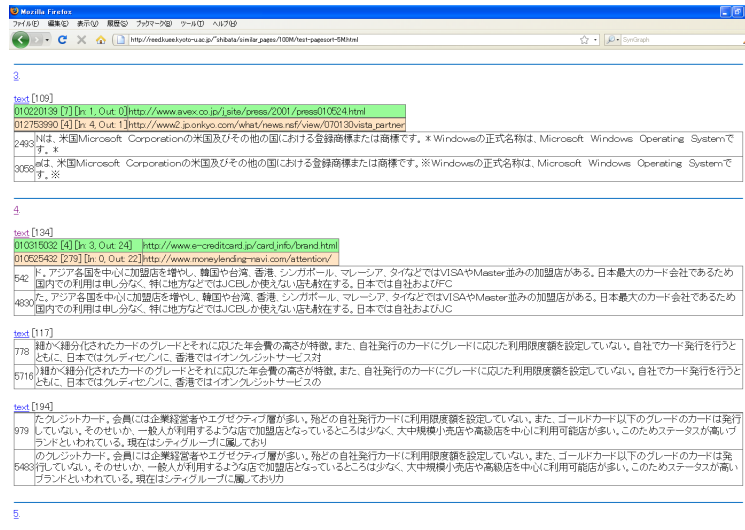 Mozilla Firefox
ファイル(F) 編集(E) 表示(V) 履歴(S) ブックマーク(B) ツール(T) ヘルプ(H)
http://reed.kuee.kyoto-u.ac.jp/~shibata/similar_pages/100M/test-pagesort-5M.html
SynGraph
3.
text [109]
010220139 [7] [In: 1, Out: 0] http://www.avex.co.jp/j_site/press/2001/press010524.html
012753990 [4] [In: 4, Out: 1] http://www2.jp.onkyo.com/what/news.nsf/view/070130vista_partner
2493 Nは、米国Microsoft Corporationの米国及びその他の国における登録商標または商標です。＊Windowsの正式名称は、Microsoft Windows Operating Systemで
す。＊
3058 aは、米国Microsoft Corporationの米国及びその他の国における登録商標または商標です。※Windowsの正式名称は、Microsoft Windows Operating Systemで
す。※
4.
text [134]
010315032 [4] [In: 3, Out: 24] http://www.e-creditcard.jp/card_info/brand.html
010525432 [279] [In: 0, Out: 22] http://www.moneylending-navi.com/attention/
542 ド。アジア各国を中心に加盟店を増やし、韓国や台湾、香港、シンガポール、マレーシア、タイなどではVISAやMaster並みの加盟店がある。日本最大のカード会社であるため
国内での利用は申し分なく、特に地方などではJCBしか使えない店も散在する。日本では自社およびFC
4830 た。アジア各国を中心に加盟店を増やし、韓国や台湾、香港、シンガポール、マレーシア、タイなどではVISAやMaster並みの加盟店がある。日本最大のカード会社であるため
国内での利用は申し分なく、特に地方などではJCBしか使えない店も散在する。日本では自社およびJC
text [117]
778 細かく細分化されたカードのグレードとそれに応じた年会費の高さが特徴。また、自社発行のカードにグレードに応じた利用限度額を設定していない。自社でカード発行を行うと
ともに、日本ではクレディセゾンに、香港ではイオンクレジットサービス対
5716 )細かく細分化されたカードのグレードとそれに応じた年会費の高さが特徴。また、自社発行のカードにグレードに応じた利用限度額を設定していない。自社でカード発行を行うと
ともに、日本ではクレディセゾンに、香港ではイオンクレジットサービスの
text [194]
979 たクレジットカード。会員には企業経営者やエグゼクティブ層が多い。殆どの自社発行カードに利用限度額を設定していない。また、ゴールドカード以下のグレードのカードは発行
していない。そのせいか、一般人が利用するような店で加盟店となっているところは少なく、大中規模小売店や高級店を中心に利用可能店が多い。このためステータスが高いブ
ランドといわれている。現在はシティグループに属しており
5483 のクレジットカード。会員には企業経営者やエグゼクティブ層が多い。殆どの自社発行カードに利用限度額を設定していない。また、ゴールドカード以下のグレードのカードは発
行していない。そのせいか、一般人が利用するような店で加盟店となっているところは少なく、大中規模小売店や高級店を中心に利用可能店が多い。このためステータスが高い
ブランドといわれている。現在はシティグループに属しており力
5.